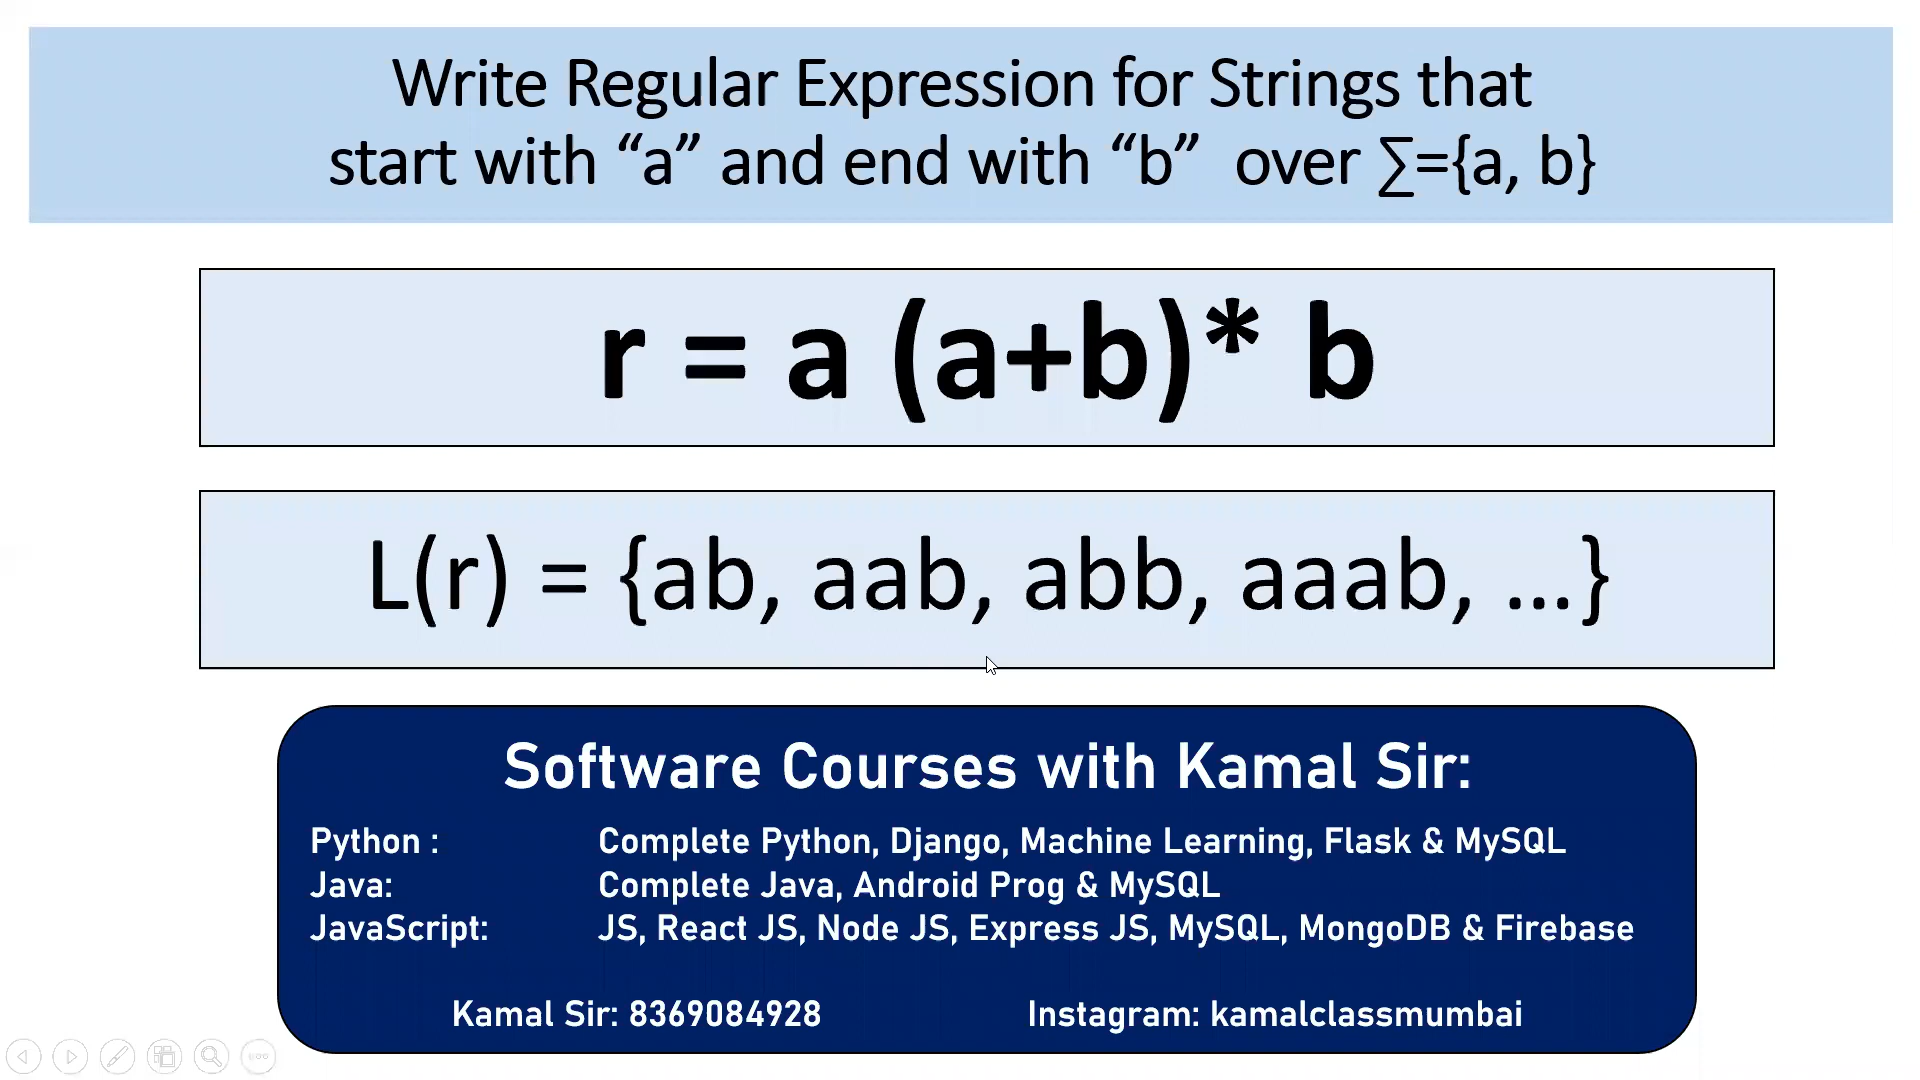 Write Regular Expression for Strings that
start with “a” and end with “b” over ∑={a, b}
r = a (a+b)* b
L(r) = {ab, aab, abb, aaab, ...}
Software Courses with Kamal Sir:
Python : Complete Python, Django, Machine Learning, Flask & MySQL
Java: Complete Java, Android Prog & MySQL
JavaScript: JS, React JS, Node JS, Express JS, MySQL, MongoDB & Firebase
Kamal Sir: 8369084928 Instagram: kamalclassmumbai